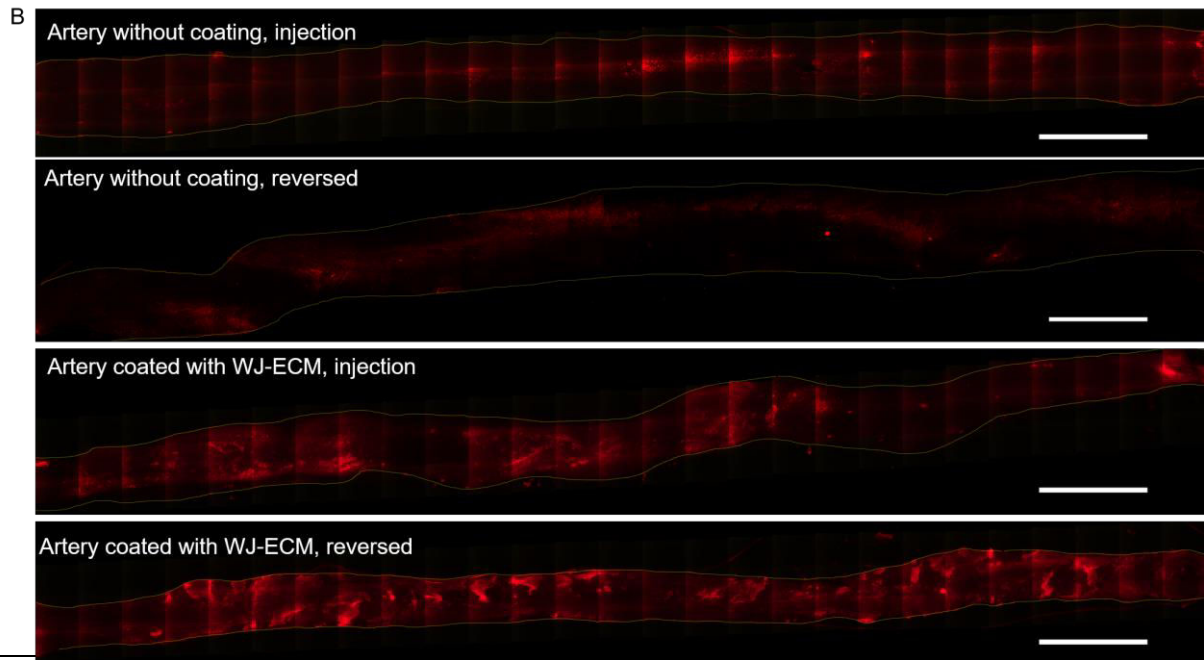 B
Artery without coating, injection
Artery without coating, reversed
Artery coated with WJ-ECM, injection
Artery coated with WJ-ECM, reversed